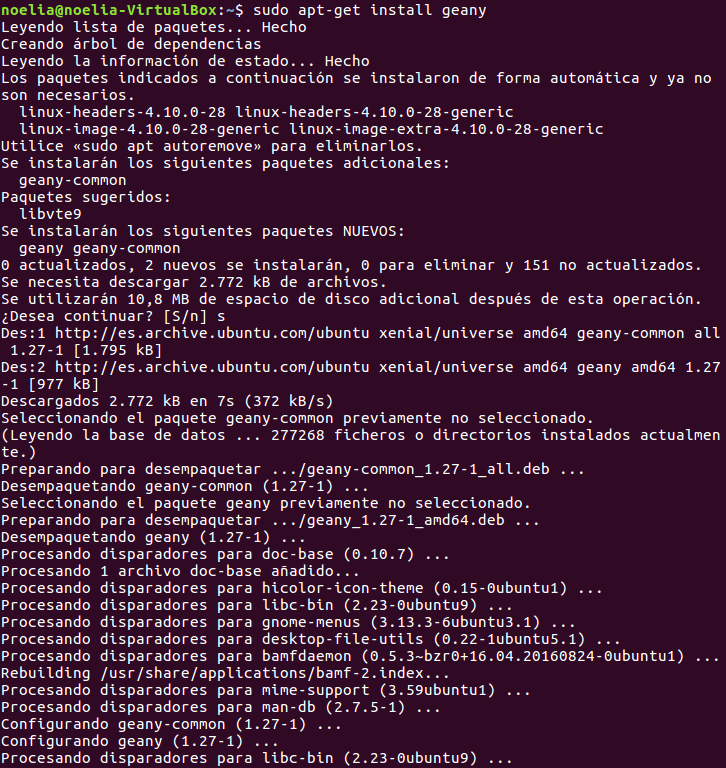 noelia@noelia-VirtualBox:~$ sudo apt-get install geany
Leyendo lista de paquetes... Hecho
Creando árbol de dependencias
Leyendo la información de estado... Hecho
Los paquetes indicados a continuación se instalaron de forma automática y ya no
son necesarios.
  linux-headers-4.10.0-28 linux-headers-4.10.0-28-generic
  linux-image-4.10.0-28-generic linux-image-extra-4.10.0-28-generic
Utilice «sudo apt autoremove» para eliminarlos.
Se instalarán los siguientes paquetes adicionales:
  geany-common
Paquetes sugeridos:
  libvte9
Se instalarán los siguientes paquetes NUEVOS:
  geany geany-common
0 actualizados, 2 nuevos se instalarán, 0 para eliminar y 151 no actualizados.
Se necesita descargar 2.772 kB de archivos.
Se utilizarán 10,8 MB de espacio de disco adicional después de esta operación.
¿Desea continuar? [S/n] s
Des:1 http://es.archive.ubuntu.com/ubuntu xenial/universe amd64 geany-common all
 1.27-1 [1.795 kB]
Des:2 http://es.archive.ubuntu.com/ubuntu xenial/universe amd64 geany amd64 1.27
-1 [977 kB]
Descargados 2.772 kB en 7s (372 kB/s)
Seleccionando el paquete geany-common previamente no seleccionado.
(Leyendo la base de datos ... 277268 ficheros o directorios instalados actualmen
te.)
Preparando para desempaquetar .../geany-common_1.27-1_all.deb ...
Desempaquetando geany-common (1.27-1) ...
Seleccionando el paquete geany previamente no seleccionado.
Preparando para desempaquetar .../geany_1.27-1_amd64.deb ...
Desempaquetando geany (1.27-1) ...
Procesando disparadores para doc-base (0.10.7) ...
Procesando 1 archivo doc-base añadido...
Procesando disparadores para hicolor-icon-theme (0.15-0ubuntu1) ...
Procesando disparadores para libc-bin (2.23-0ubuntu9) ...
Procesando disparadores para gnome-menus (3.13.3-6ubuntu3.1) ...
Procesando disparadores para desktop-file-utils (0.22-1ubuntu5.1) ...
Procesando disparadores para bamfdaemon (0.5.3~bzr0+16.04.20160824-0ubuntu1) ...
Rebuilding /usr/share/applications/bamf-2.index...
Procesando disparadores para mime-support (3.59ubuntu1) ...
Procesando disparadores para man-db (2.7.5-1) ...
Configurando geany-common (1.27-1) ...
Configurando geany (1.27-1) ...
Procesando disparadores para libc-bin (2.23-0ubuntu9) ...